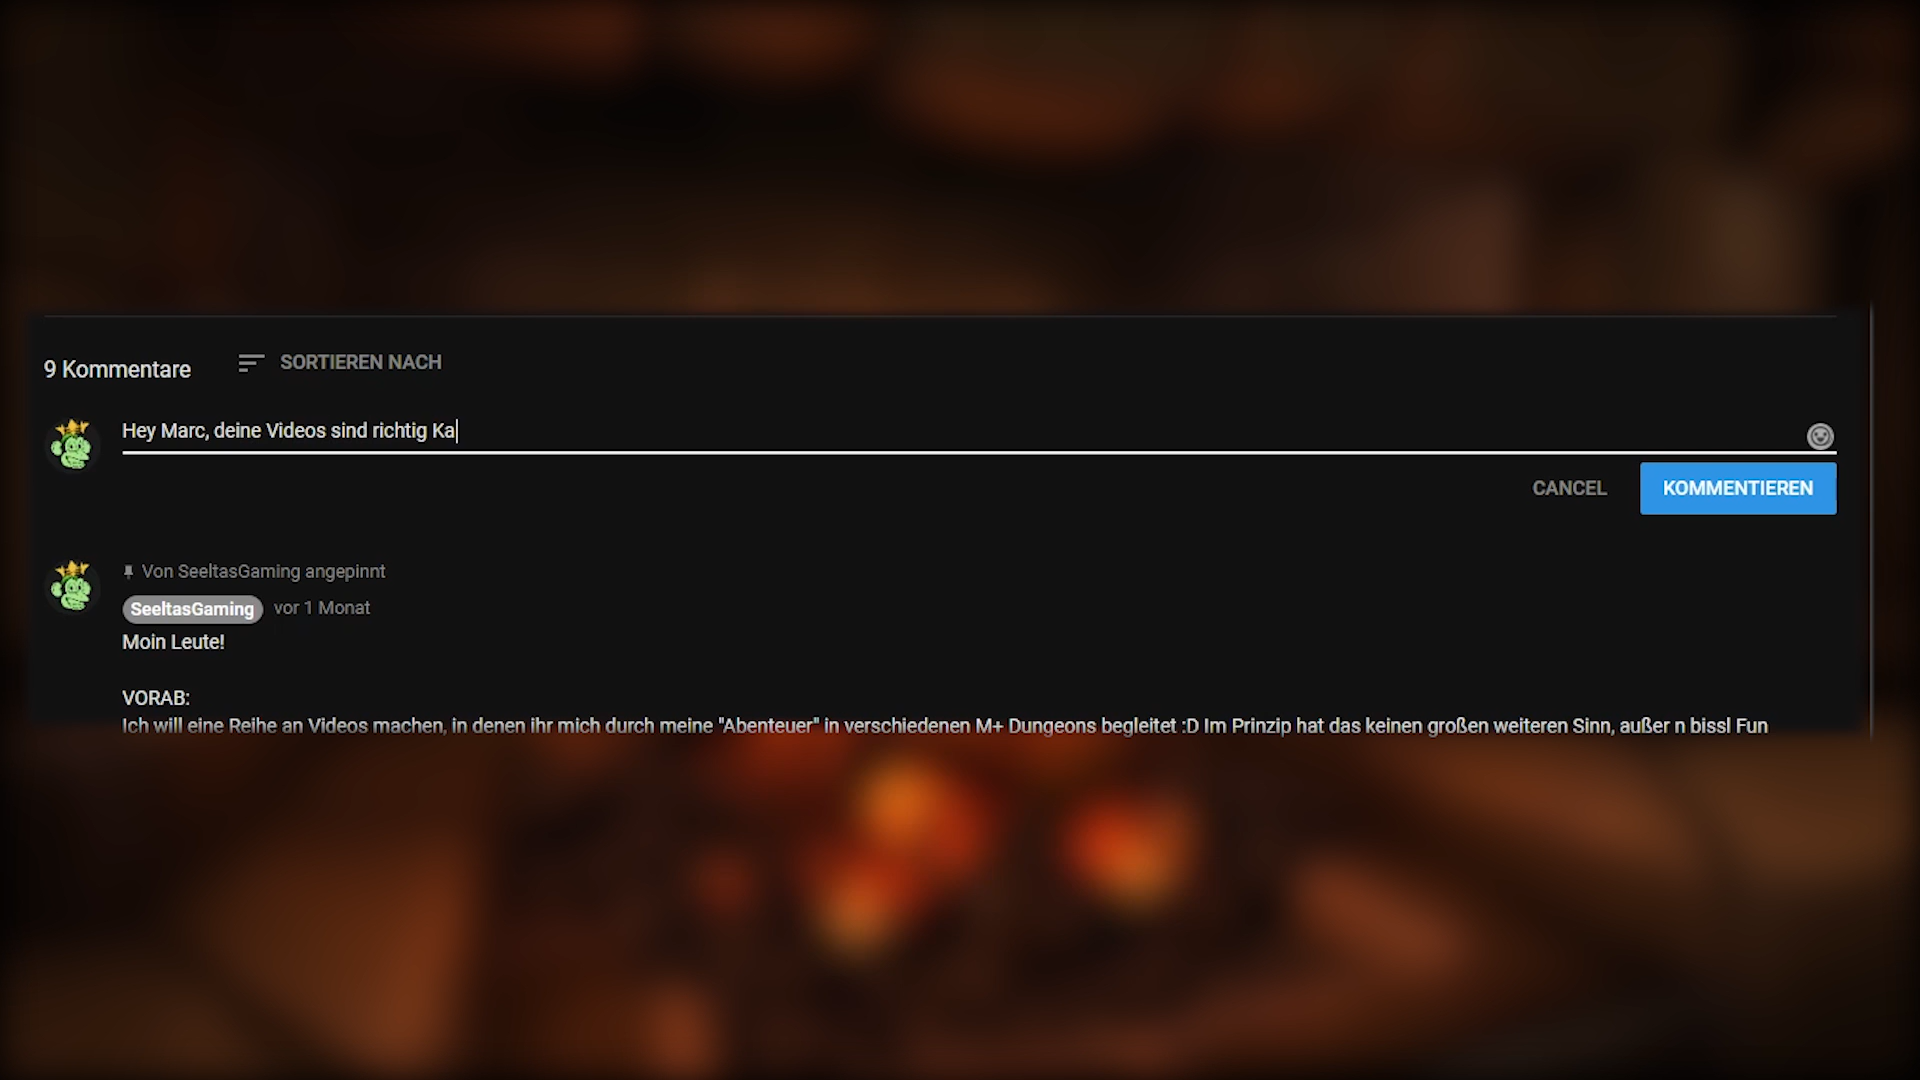 9 Kommentare
SORTIEREN NACH
Hey Marc, deine Videos sind richtig Ka
CANCEL
KOMMENTIEREN
Von SeeltasGaming angepinnt
SeeltasGaming vor 1 Monat
Moin Leute!
VORAB:
Ich will eine Reihe an Videos machen, in denen ihr mich durch meine "Abenteuer" in verschiedenen M+ Dungeons begleitet :D Im Prinzip hat das keinen großen weiteren Sinn, außer n bissl Fun